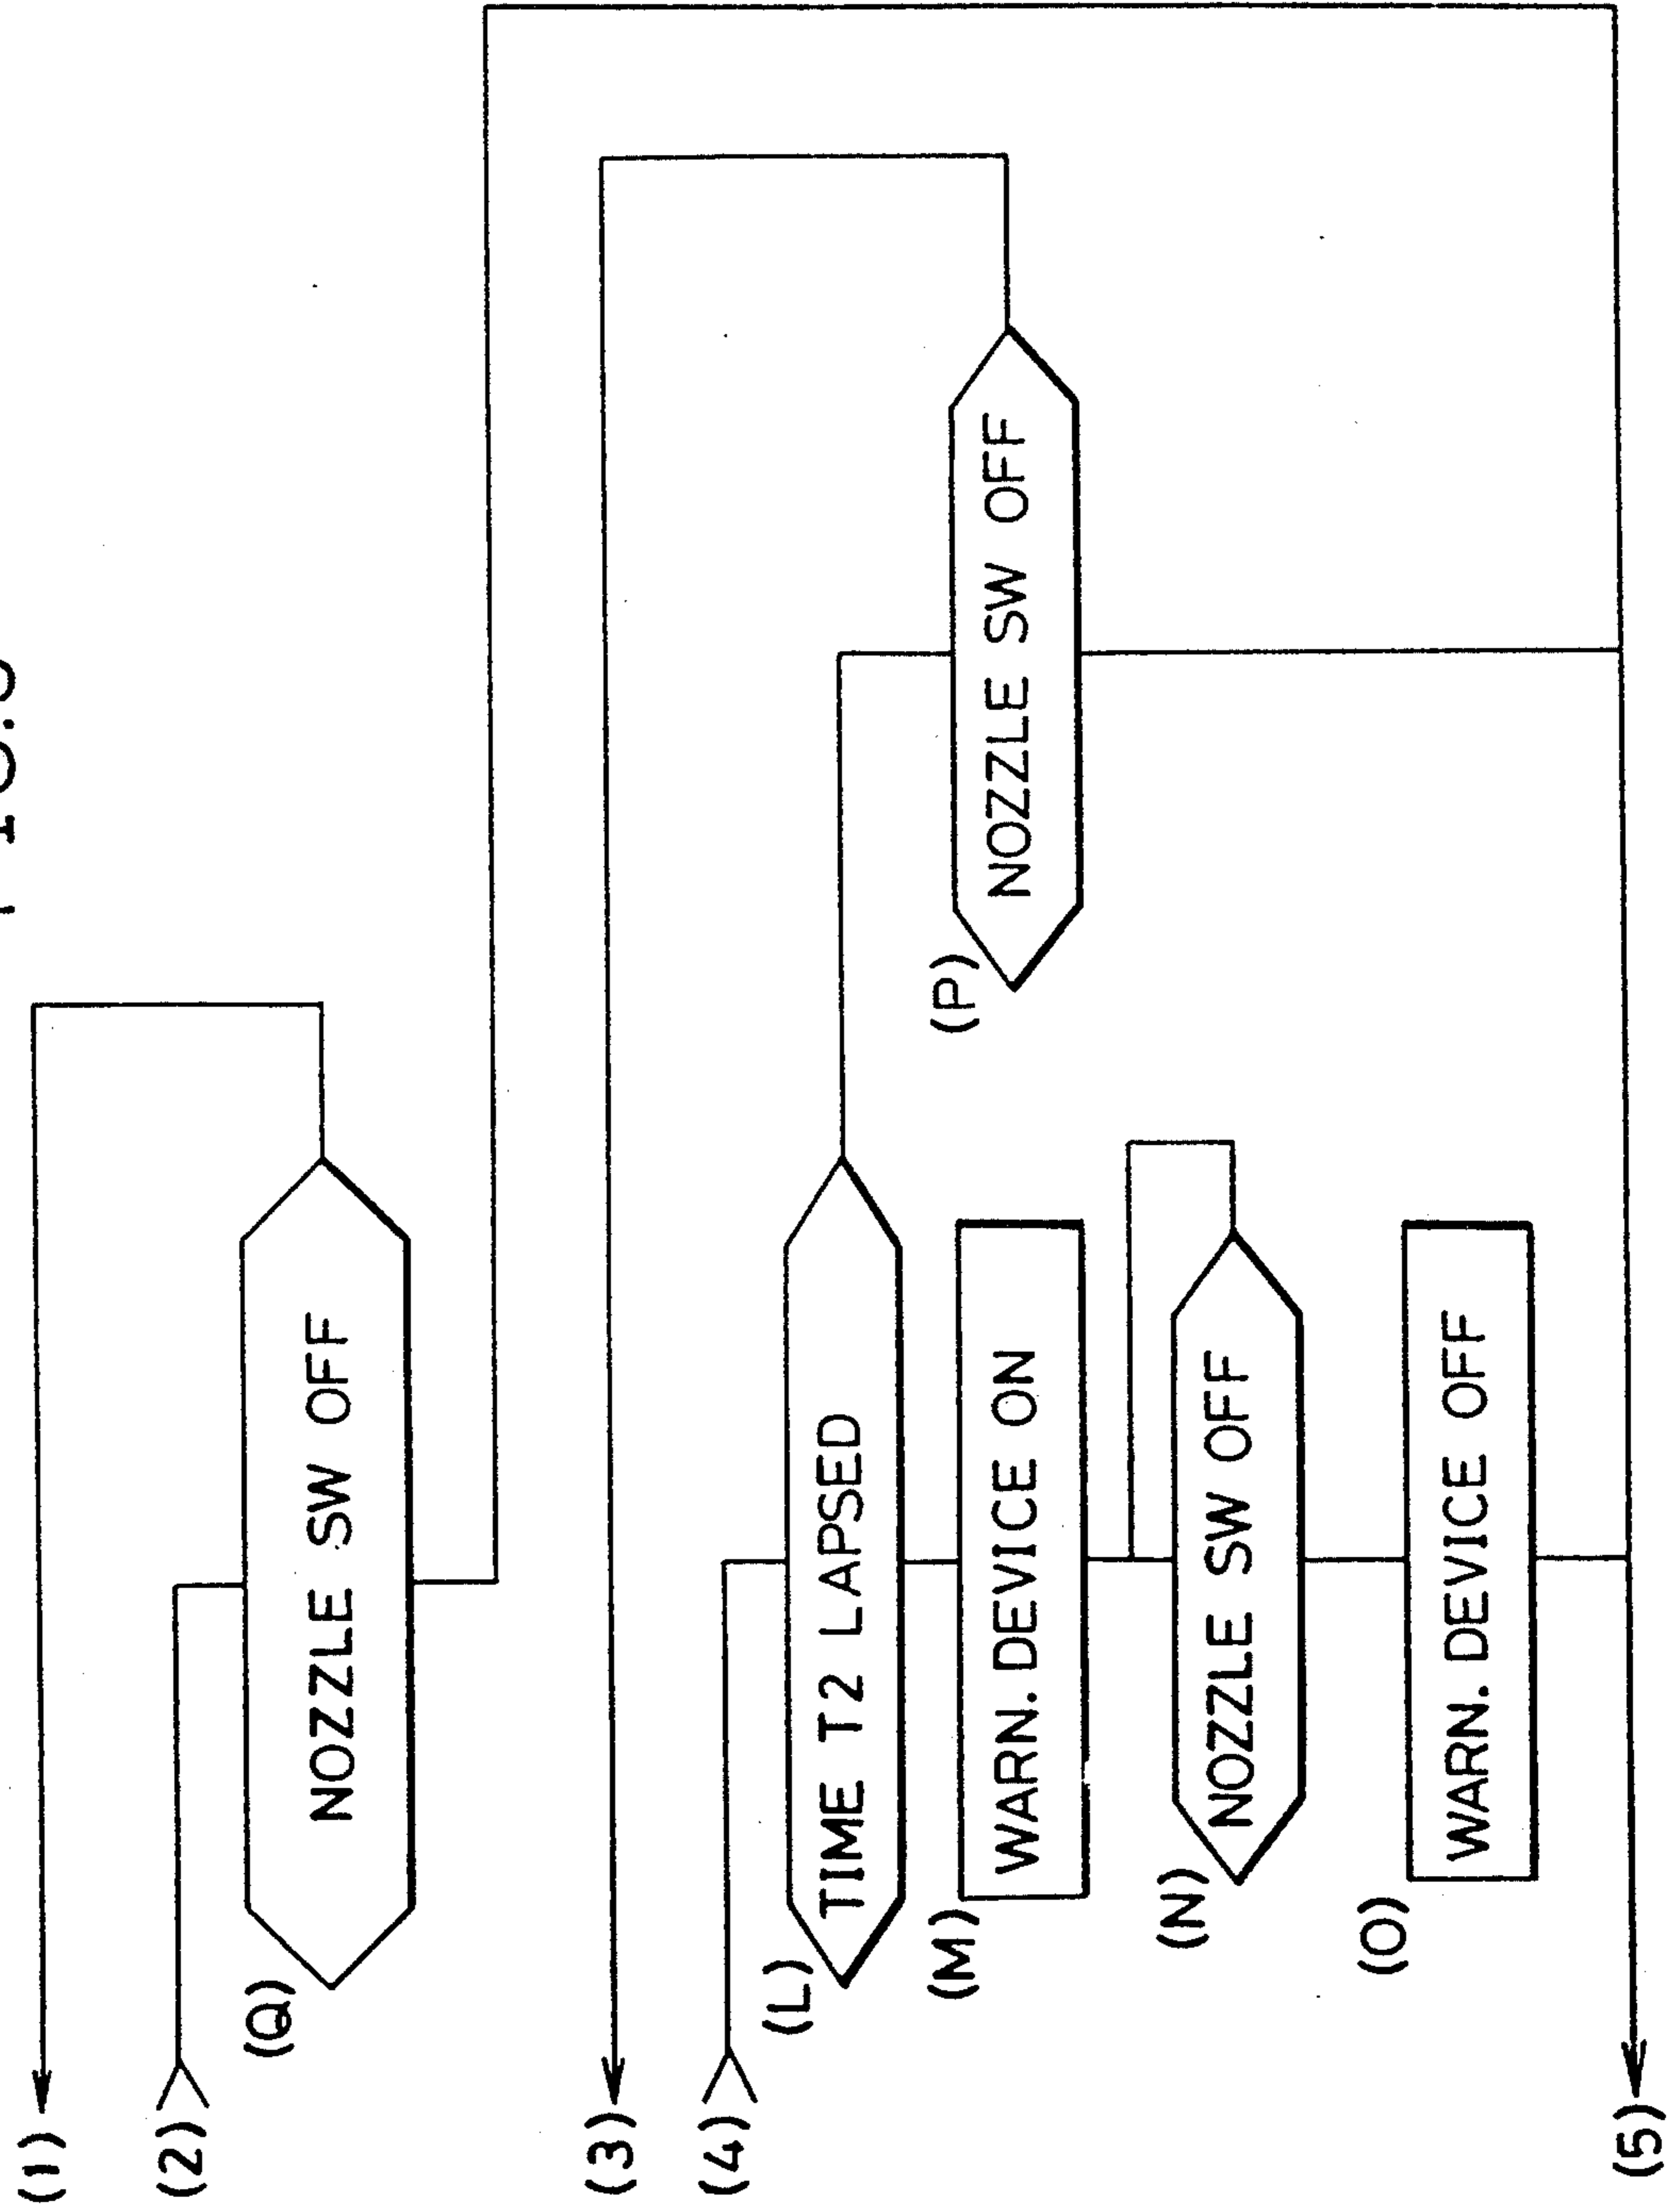 (1)
(2)
(Q)
NOZZLE SW OFF
(3)
(4)
(L)
TIME T2 LAPSED
(P)
NOZZLE SW OFF
(M)
WARN. DEVICE ON
(N)
NOZZLE SW OFF
(O)
WARN. DEVICE OFF
(5)